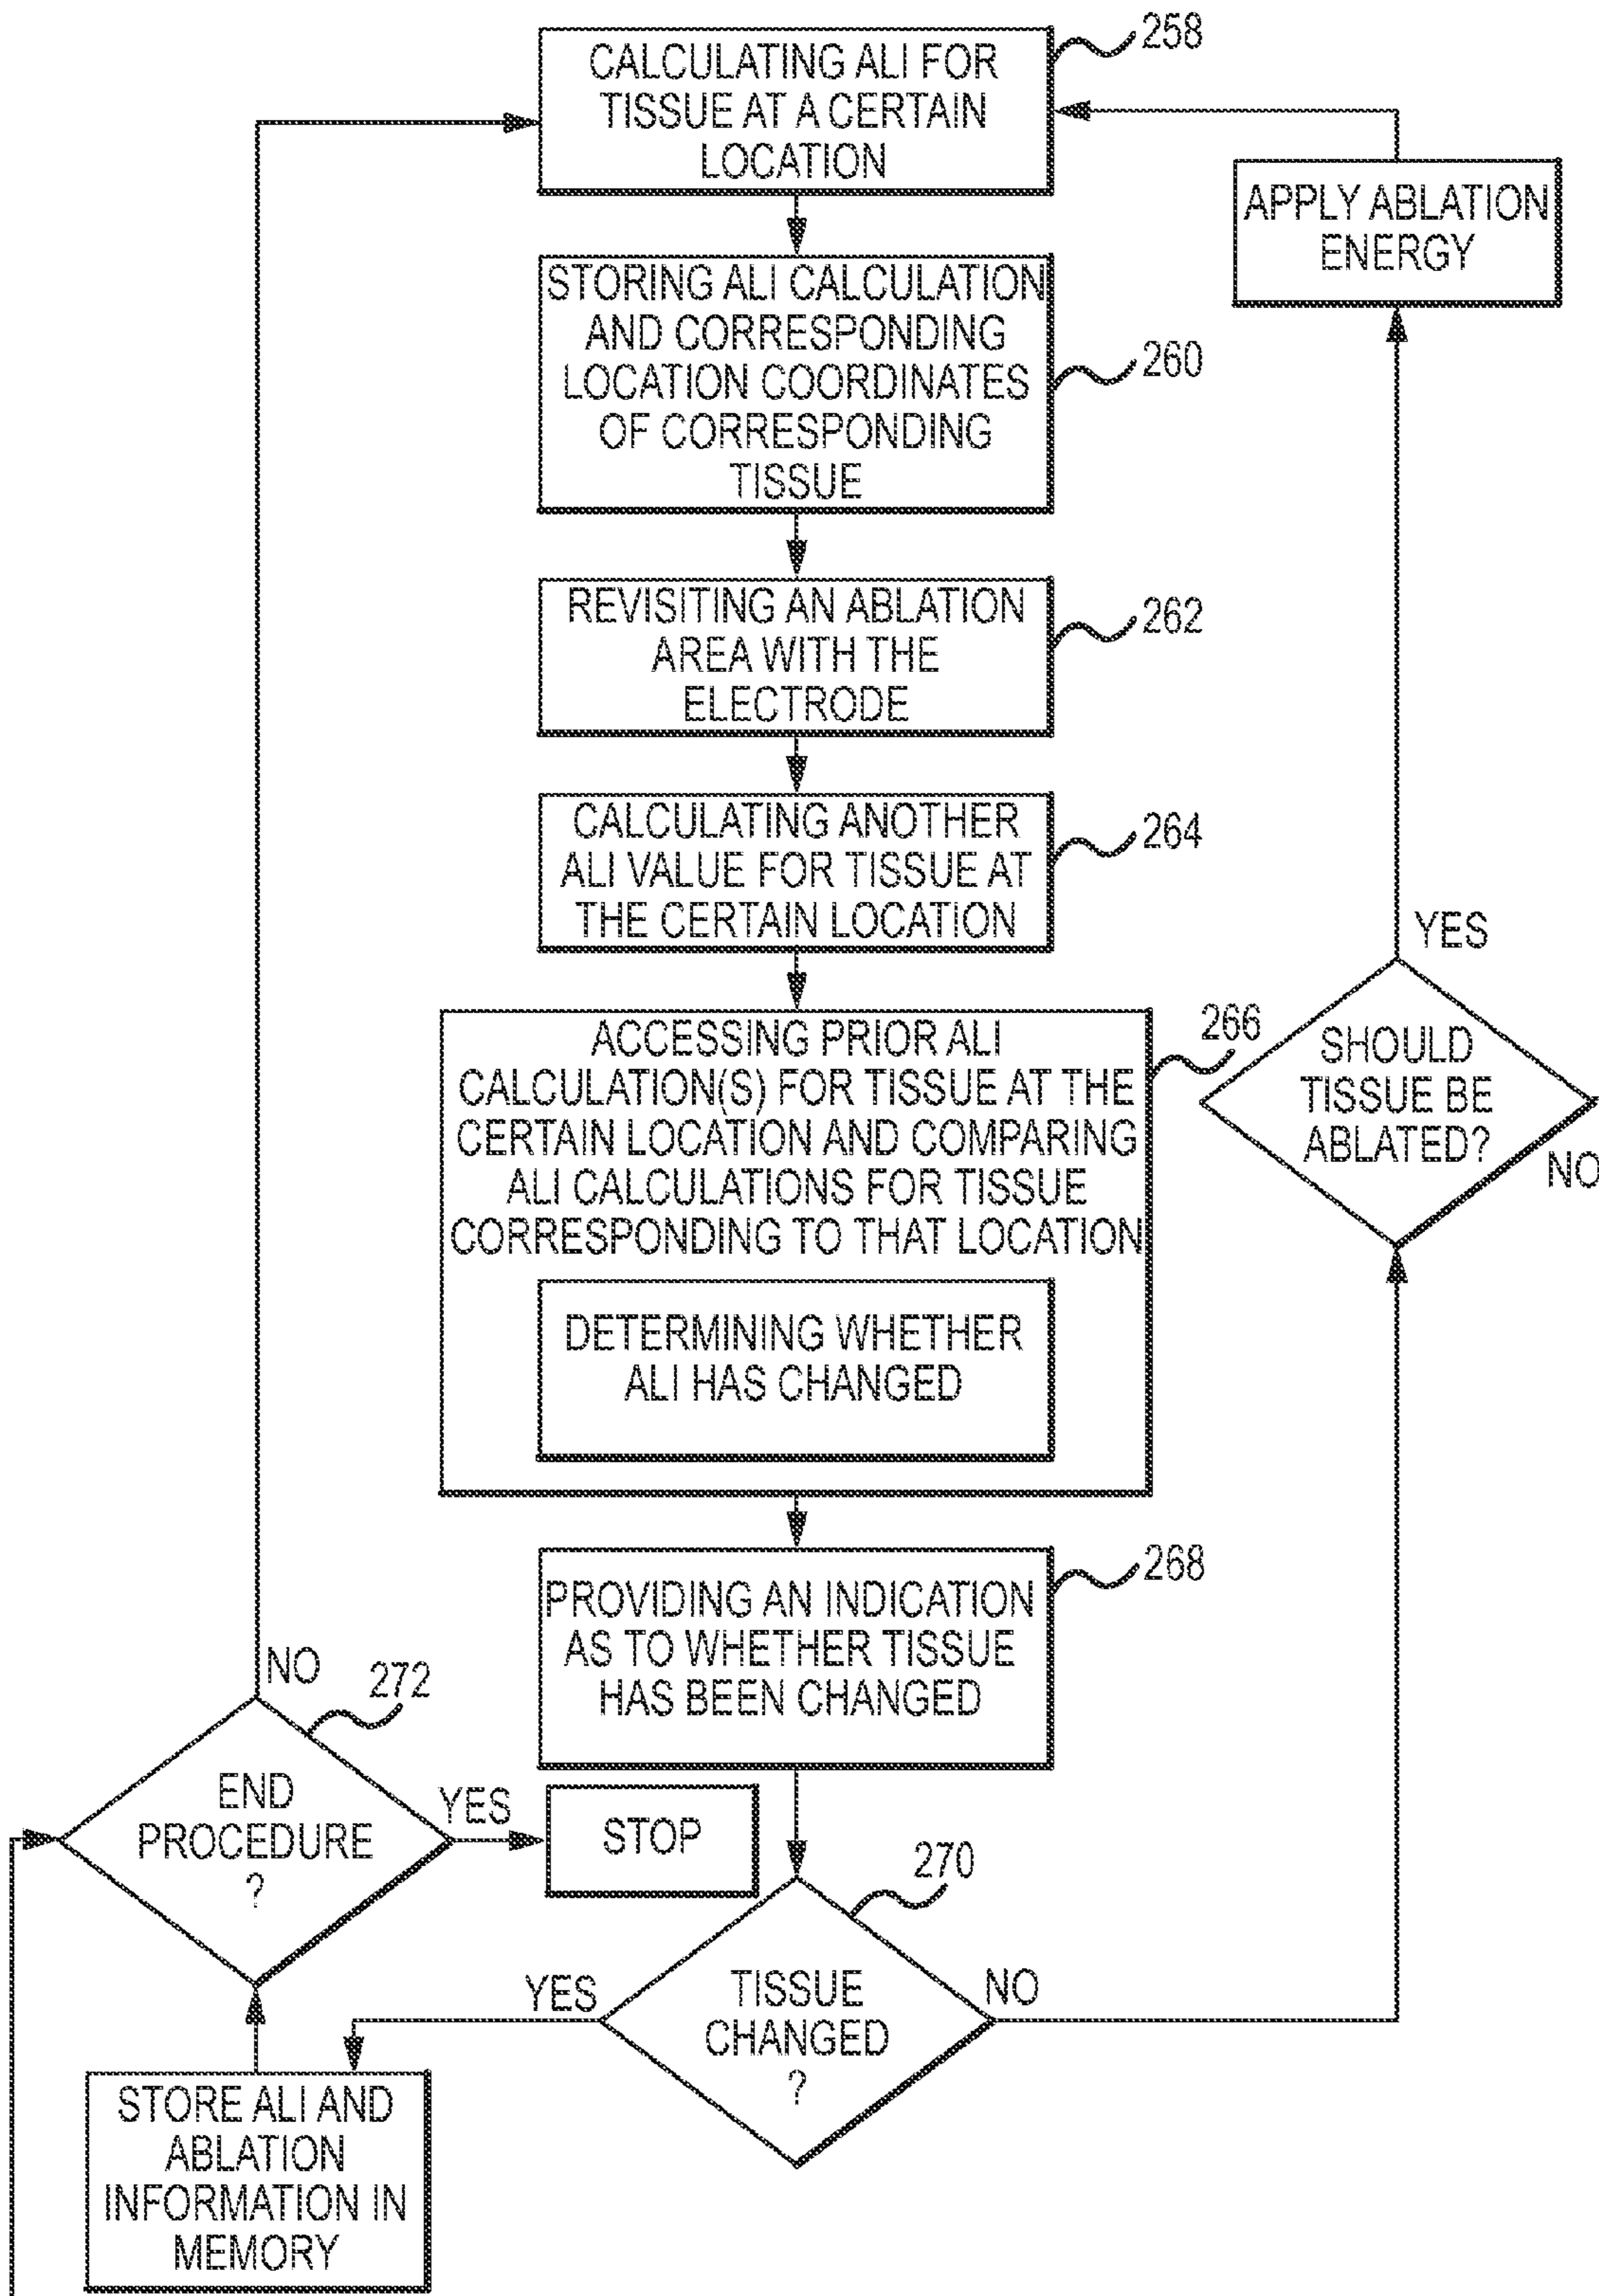 258
CALCULATING ALI FOR
TISSUE AT A CERTAIN
LOCATION
APPLY ABLATION
ENERGY
STORING ALI CALCULATION
AND CORRESPONDING
LOCATION COORDINATES
OF CORRESPONDING
TISSUE
260
REVISITING AN ABLATION
AREA WITH THE
ELECTRODE
262
CALCULATING ANOTHER
ALI VALUE FOR TISSUE AT
THE CERTAIN LOCATION
264
YES
SHOULD
TISSUE BE
ABLATED?
NO
266
ACCESSING PRIOR ALI
CALCULATION(S) FOR TISSUE AT THE
CERTAIN LOCATION AND COMPARING
ALI CALCULATIONS FOR TISSUE
CORRESPONDING TO THAT LOCATION
DETERMINING WHETHER
ALI HAS CHANGED
268
PROVIDING AN INDICATION
AS TO WHETHER TISSUE
HAS BEEN CHANGED
NO
272
END
PROCEDURE
?
YES
STOP
270
YES
TISSUE
CHANGED
?
NO
STORE ALI AND
ABLATION
INFORMATION IN
MEMORY